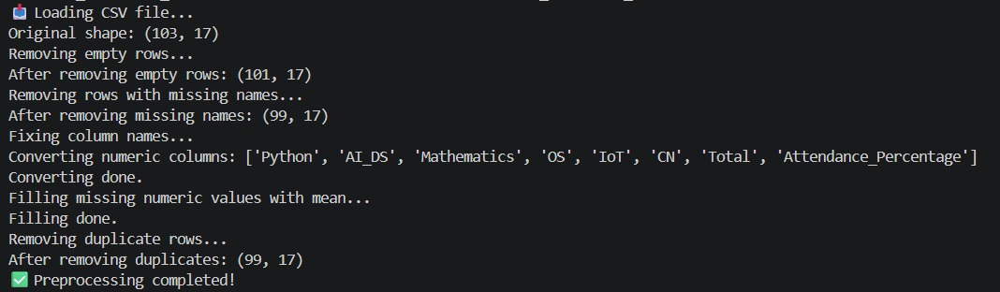 📥 Loading CSV file...
Original shape: (103, 17)
Removing empty rows...
After removing empty rows: (101, 17)
Removing rows with missing names...
After removing missing names: (99, 17)
Fixing column names...
Converting numeric columns: ['Python', 'AI_DS', 'Mathematics', 'OS', 'IoT', 'CN', 'Total', 'Attendance_Percentage']
Converting done.
Filling missing numeric values with mean...
Filling done.
Removing duplicate rows...
After removing duplicates: (99, 17)
✅ Preprocessing completed!